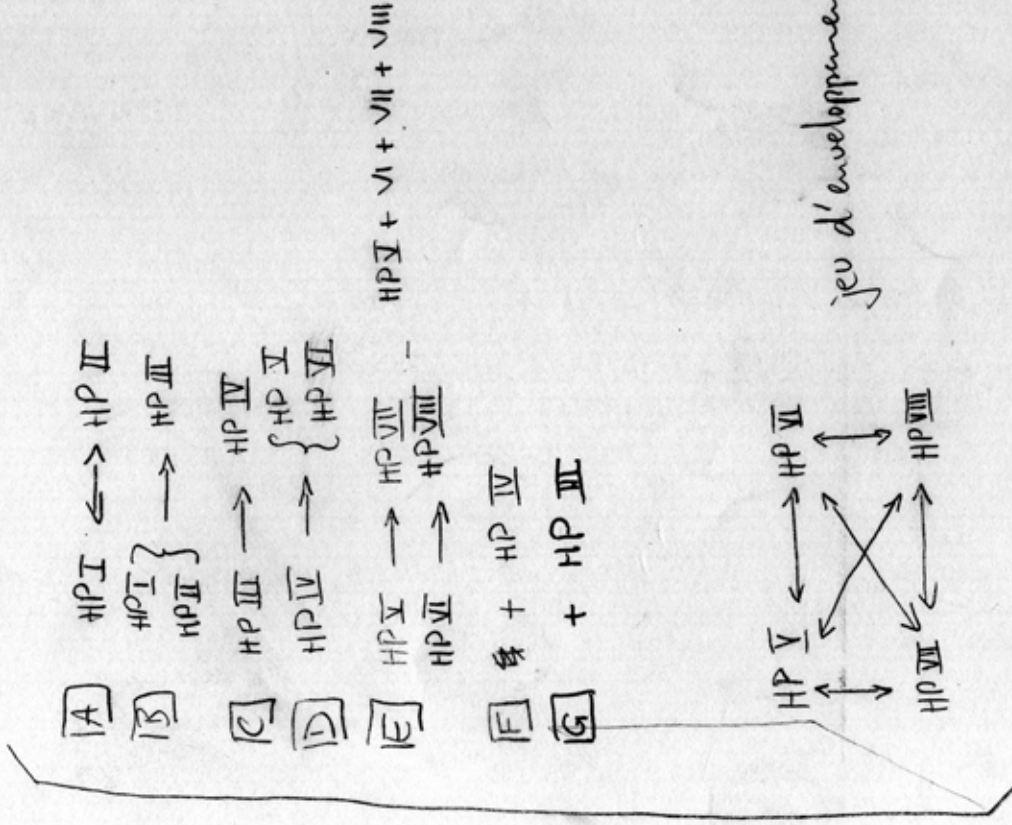 A HP I ⟷ HP II
B HP I } ⟶ HP III
HP II }
C HP III ⟶ HP IV
D HP IV ⟶ { HP V
{ HP VI
E HP V ⟶ HP VII – HP V + VI + VII + VIII
HP VI ⟶ HP VIII
F + HP IV
G + HP III
HP V ⟷ HP VI
jeu d'enveloppeme
HP VII ⟷ HP VIII